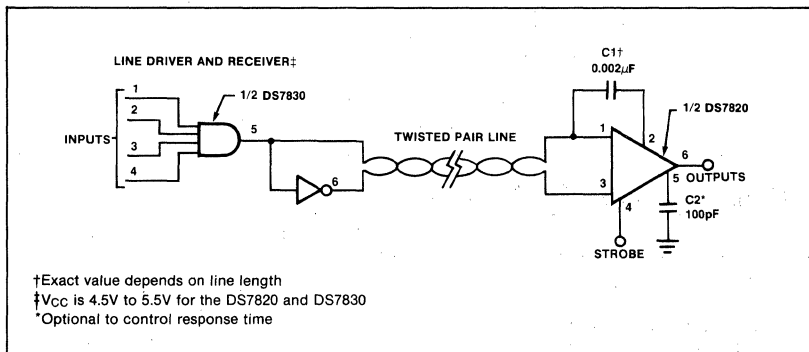 LINE DRIVER AND RECEIVER‡
C1†
0.002µF
1/2 DS7830
1/2 DS7820
INPUTS
1
2
3
4
5
6
TWISTED PAIR LINE
1
2
3
4
5
6
OUTPUTS
C2*
100pF
STROBE
†Exact value depends on line length
‡VCC is 4.5V to 5.5V for the DS7820 and DS7830
*Optional to control response time